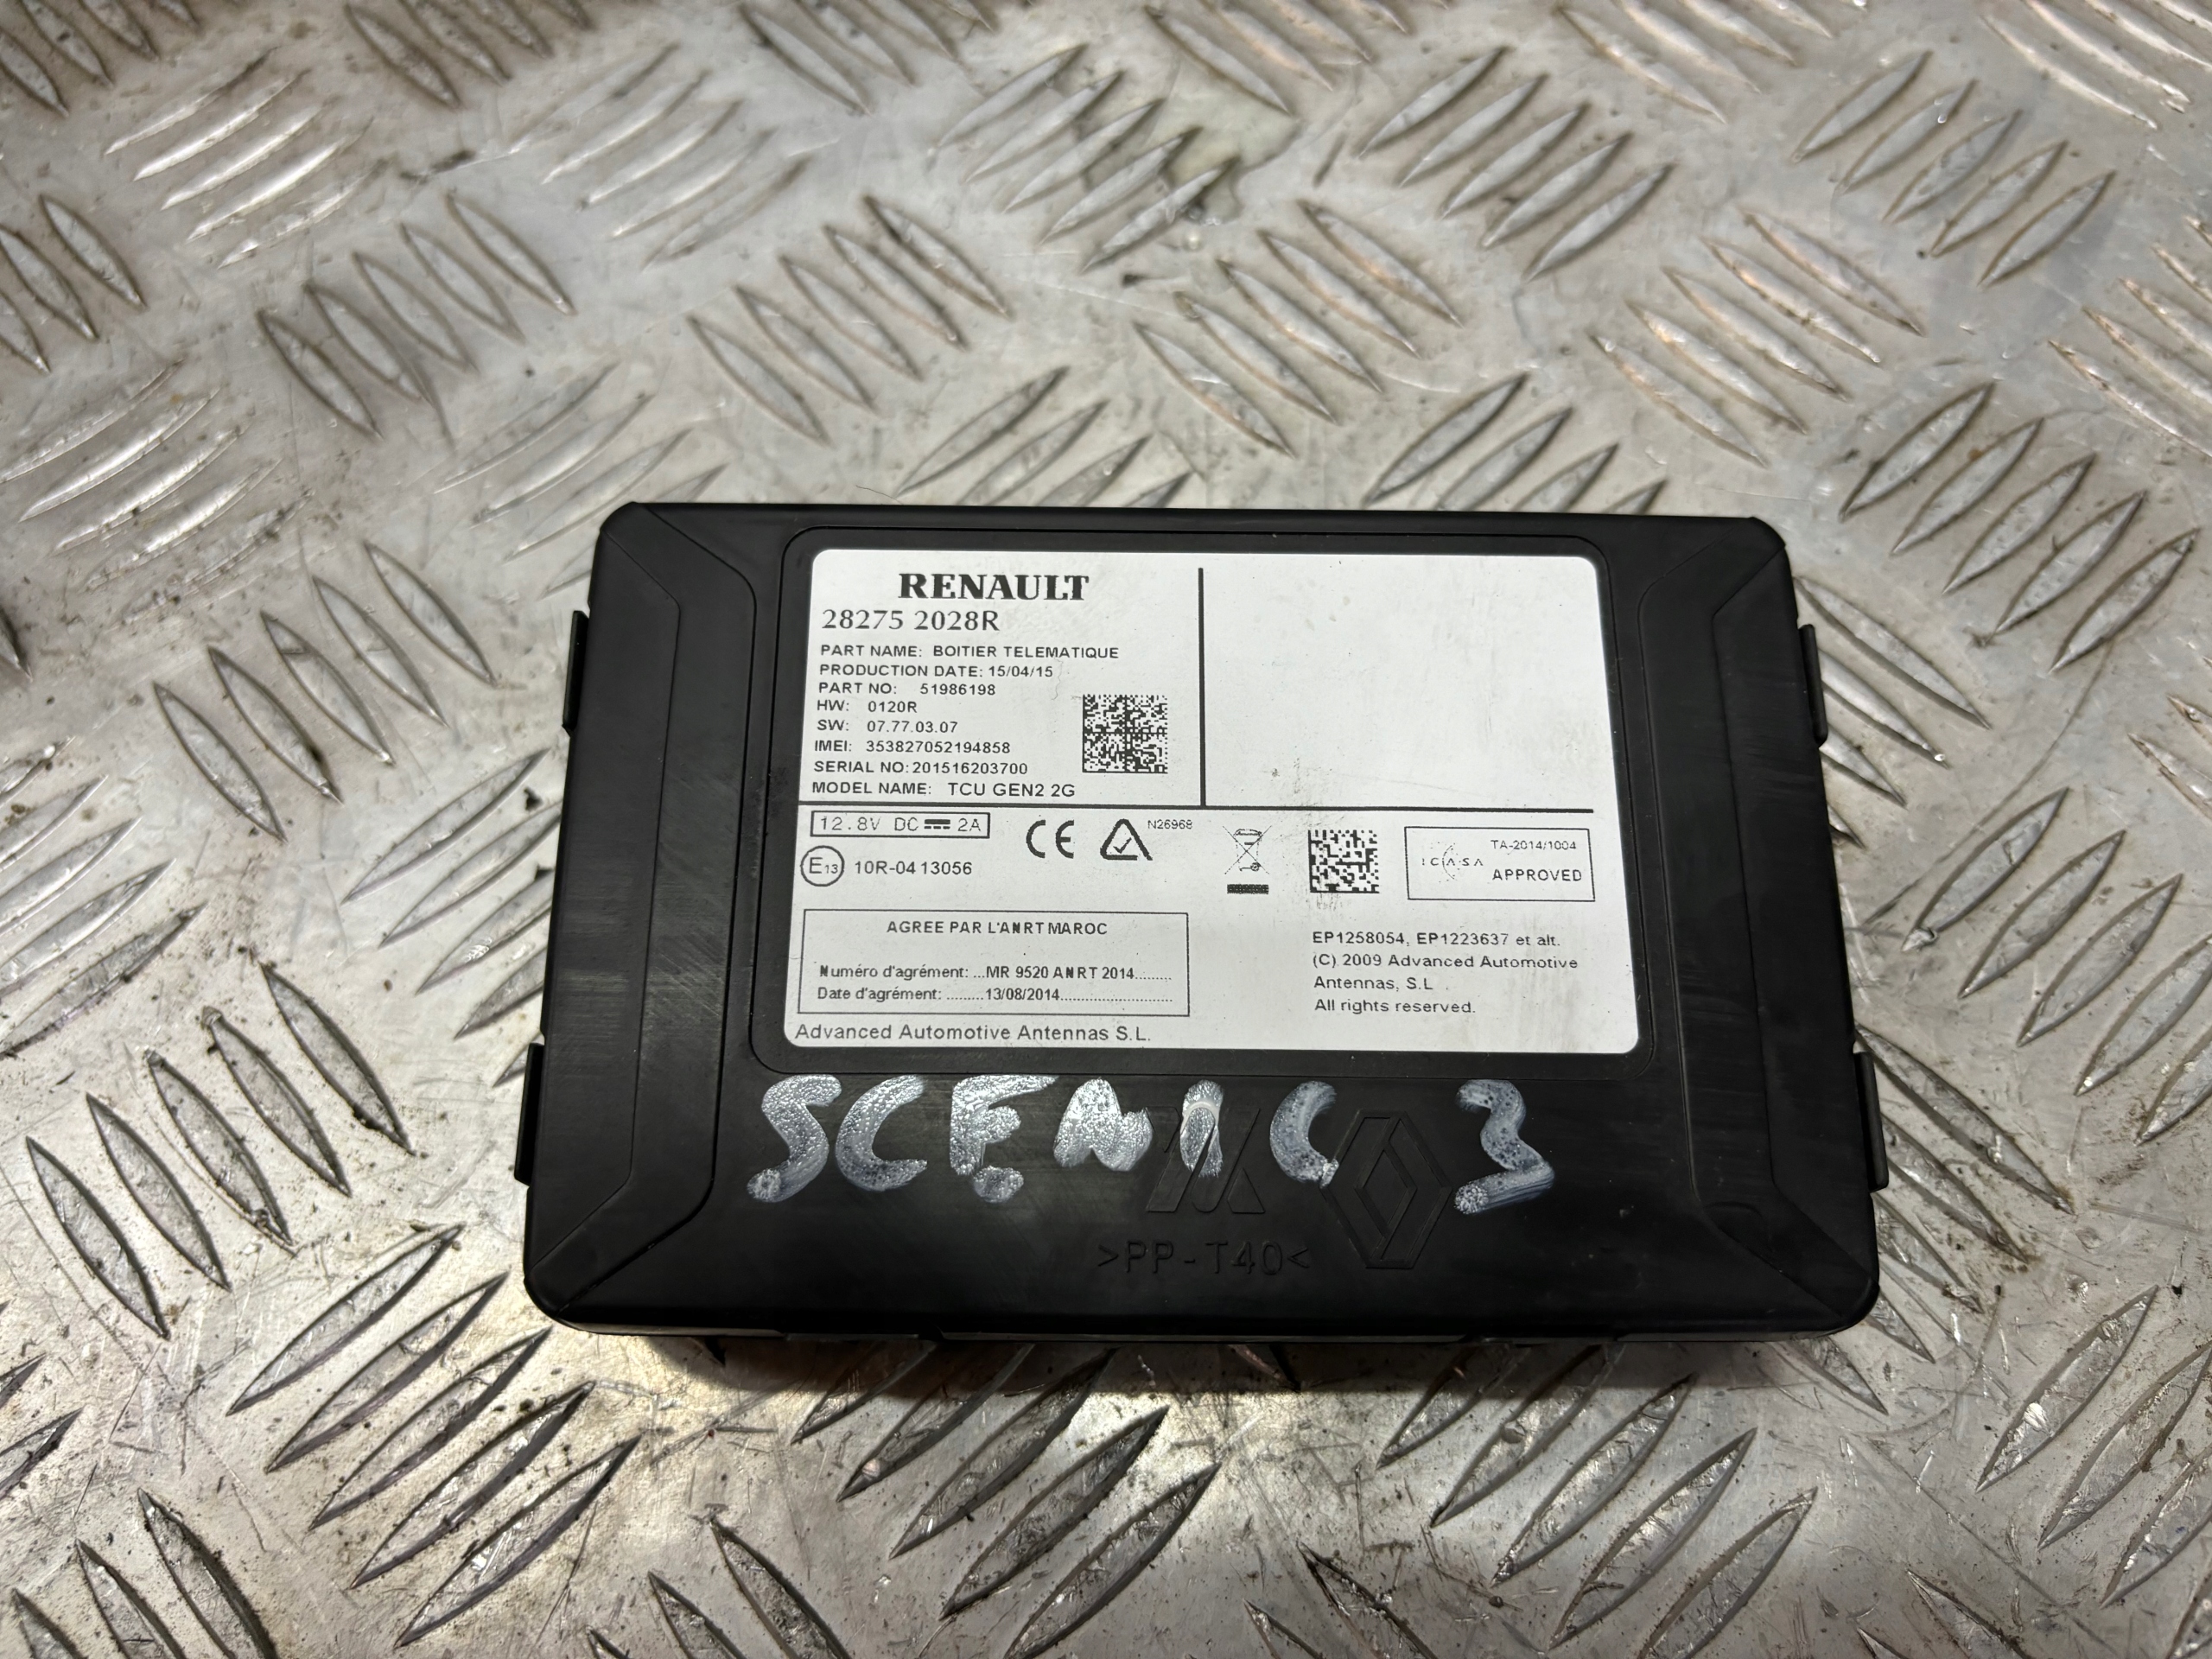 RENAULT
28275 2028R
PART NAME: BOITIER TELEMATIQUE
PRODUCTION DATE: 15/04/15
PART NO: 51986198
HW: 0120R
SW: 07.77.03.07
IMEI: 353827052194858
SERIAL NO: 201516203700
MODEL NAME: TCU GEN2 2G
12.8V DC 2A
CE
N26968
E13 10R-0413056
TA-2014/1004
ICASA
APPROVED
AGREE PAR L'ANRT MAROC
Numéro d'agrément: ...MR 9520 ANRT 2014.........
Date d'agrément: .........13/08/2014...........................
Advanced Automotive Antennas S.L.
EP1258054, EP1223637 et alt.
(C) 2009 Advanced Automotive
Antennas, S.L.
All rights reserved.
SCENIC 3
>PP-T40<